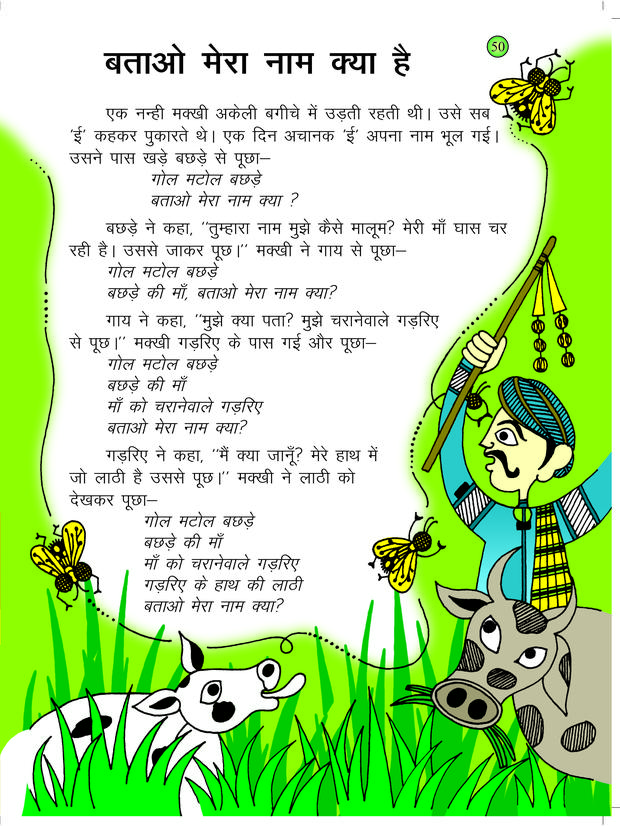 50
बताओ मेरा नाम क्या है
एक नन्ही मक्खी अकेली बगीचे में उड़ती रहती थी। उसे सब
‘ई’ कहकर पुकारते थे। एक दिन अचानक ‘ई’ अपना नाम भूल गई।
उसने पास खड़े बछड़े से पूछा–
गोल मटोल बछड़े
बताओ मेरा नाम क्या ?
बछड़े ने कहा, ‘‘तुम्हारा नाम मुझे कैसे मालूम? मेरी माँ घास चर
रही है। उससे जाकर पूछ।’’ मक्खी ने गाय से पूछा–
गोल मटोल बछड़े
बछड़े की माँ, बताओ मेरा नाम क्या?
गाय ने कहा, ‘‘मुझे क्या पता? मुझे चरानेवाले गड़रिए
से पूछ।’’ मक्खी गड़रिए के पास गई और पूछा–
गोल मटोल बछड़े
बछड़े की माँ
माँ को चरानेवाले गड़रिए
बताओ मेरा नाम क्या?
गड़रिए ने कहा, ‘‘मैं क्या जानूँ? मेरे हाथ में
जो लाठी है उससे पूछ।’’ मक्खी ने लाठी को
देखकर पूछा–
गोल मटोल बछड़े
बछड़े की माँ
माँ को चरानेवाले गड़रिए
गड़रिए के हाथ की लाठी
बताओ मेरा नाम क्या?